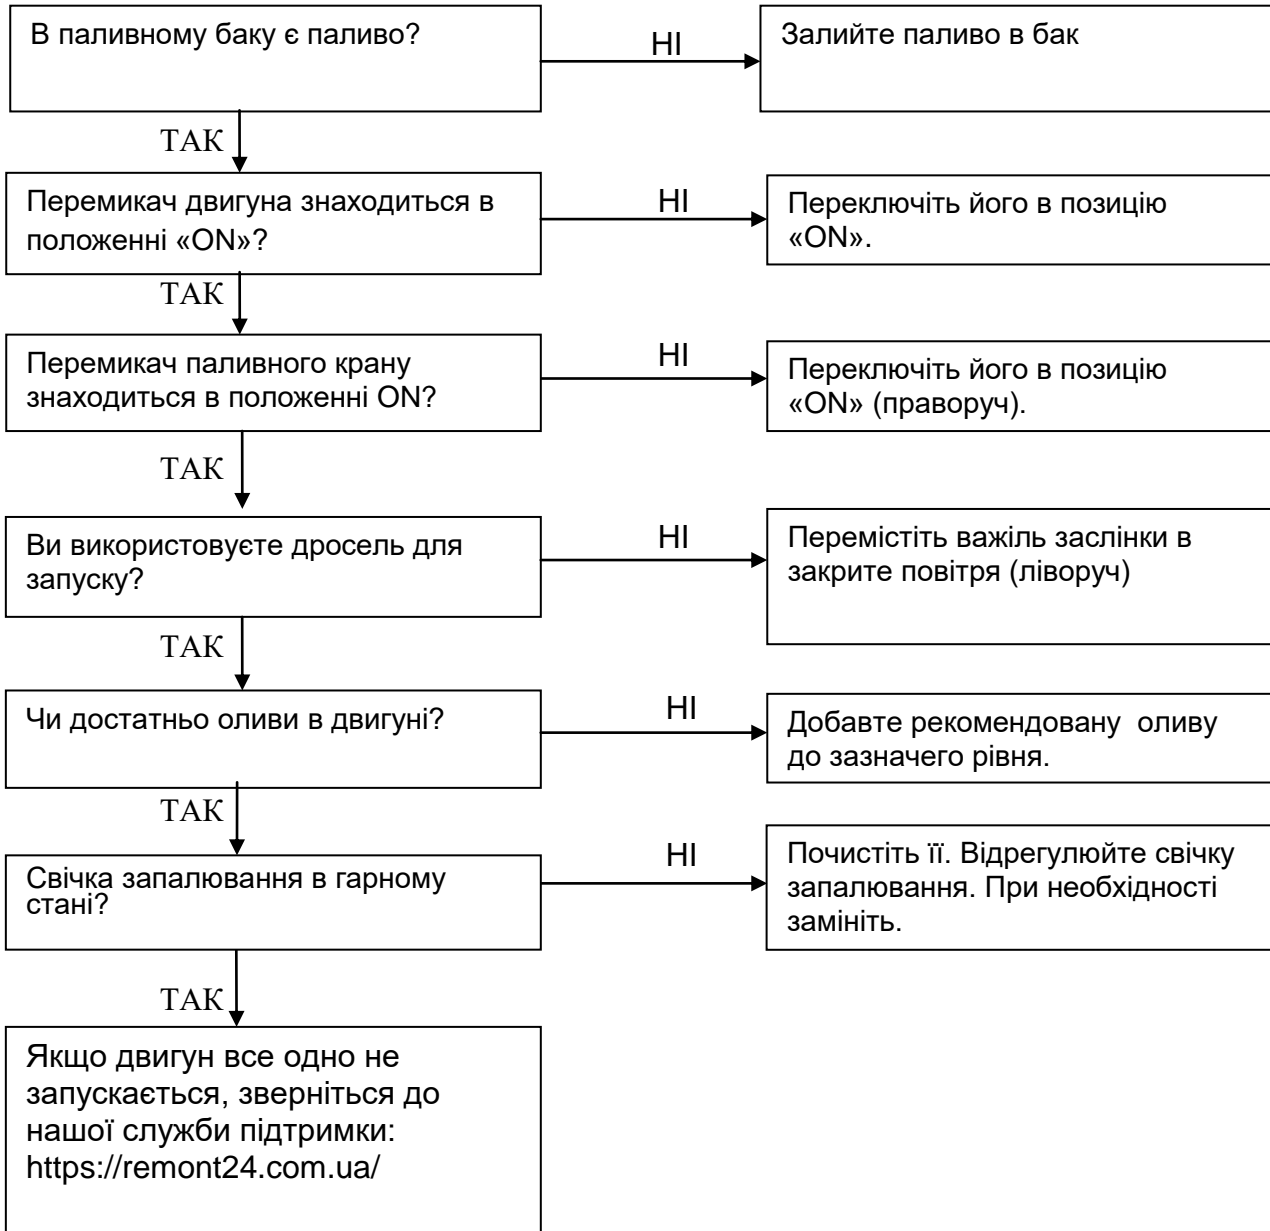 В паливному баку є паливо?
НІ
Залийте паливо в бак
ТАК
Перемикач двигуна знаходиться в
положенні «ON»?
НІ
Переключіть його в позицію
«ON».
ТАК
Перемикач паливного крану
знаходиться в положенні ON?
НІ
Переключіть його в позицію
«ON» (праворуч).
ТАК
Ви використовуєте дросель для
запуску?
НІ
Перемістіть важіль заслінки в
закрите повітря (ліворуч)
ТАК
Чи достатньо оливи в двигуні?
НІ
Добавте рекомендовану оливу
до зазначего рівня.
ТАК
Свічка запалювання в гарному
стані?
НІ
Почистіть її. Відрегулюйте свічку
запалювання. При необхідності
замініть.
ТАК
Якщо двигун все одно не
запускається, зверніться до
нашої служби підтримки:
https://remont24.com.ua/